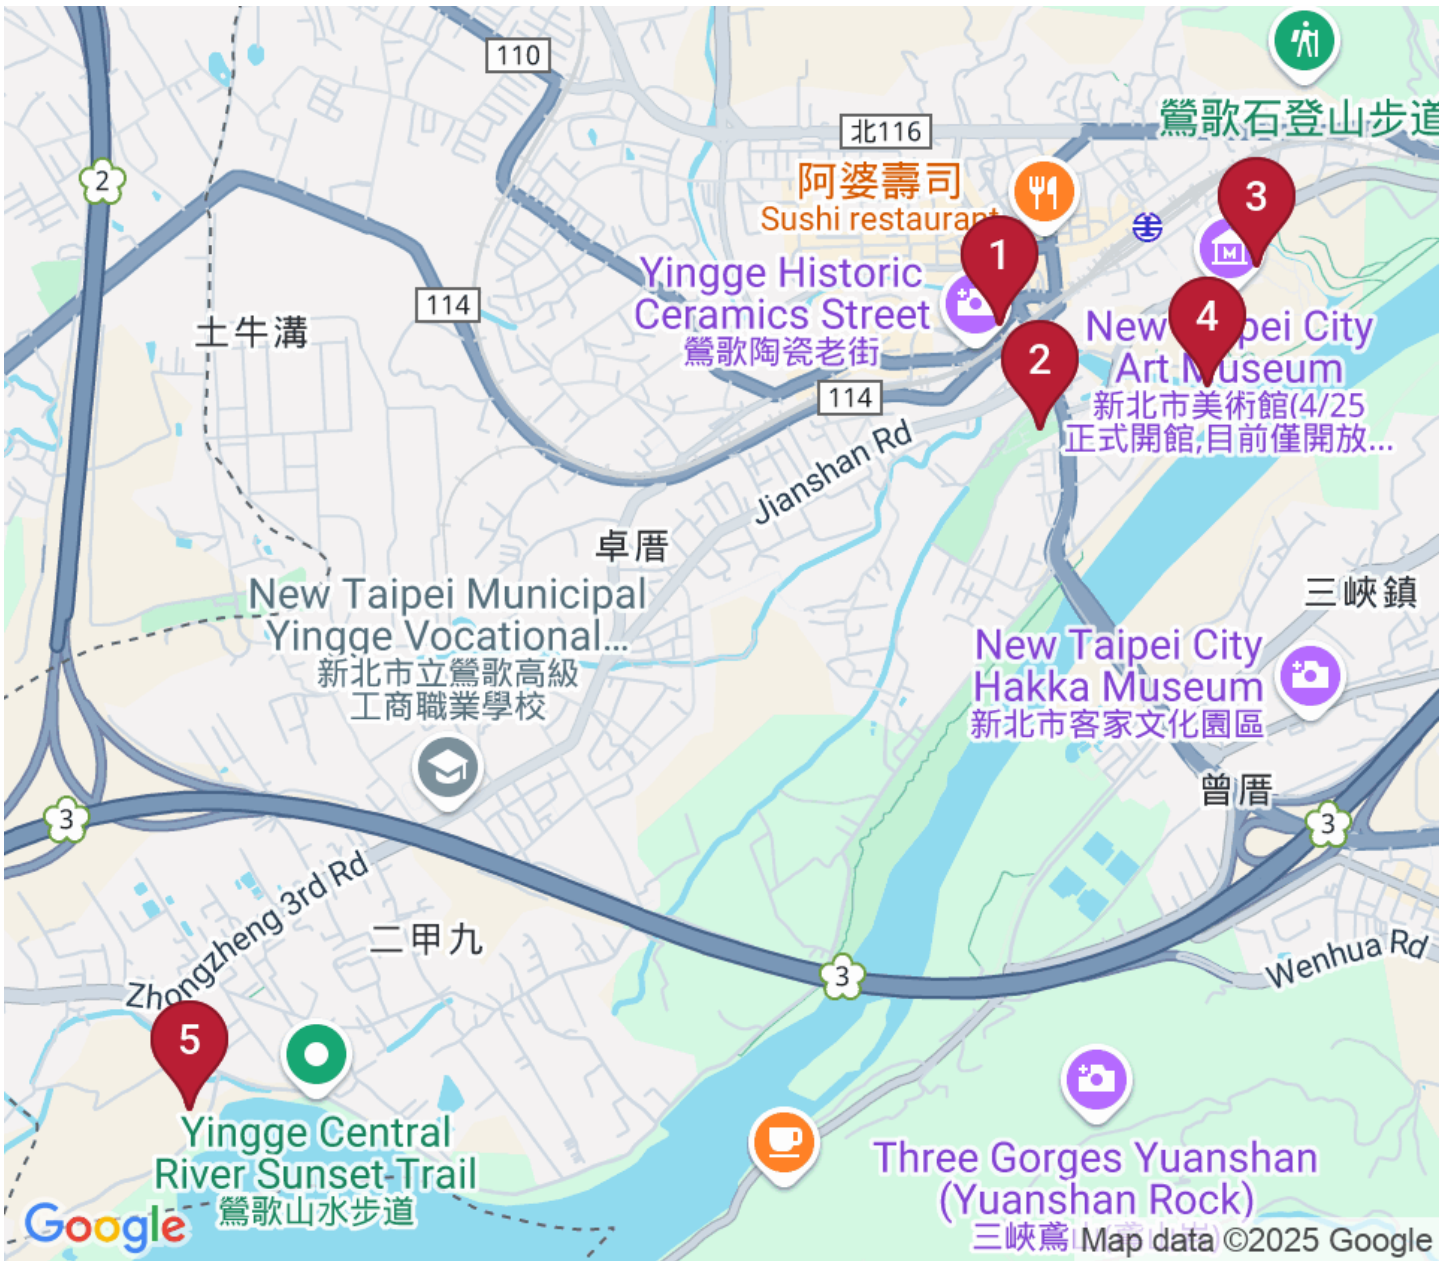 110
北116
鶯歌石登山步道
2
阿婆壽司
Sushi restaurant
3
1
Yingge Historic
Ceramics Street
鶯歌陶瓷老街
114
土牛溝
4
2
New Taipei City
Art Museum
新北市美術館(4/25
正式開館,目前僅開放...
114
Jianshan Rd
卓厝
三峽鎮
New Taipei Municipal
Yingge Vocational...
新北市立鶯歌高級
工商職業學校
New Taipei City
Hakka Museum
新北市客家文化園區
曾厝
3
3
Zhongzheng 3rd Rd
二甲九
3
Wenhua Rd
5
Yingge Central
River Sunset Trail
鶯歌山水步道
Three Gorges Yuanshan
(Yuanshan Rock)
三峽鳶山
Google
Map data ©2025 Google